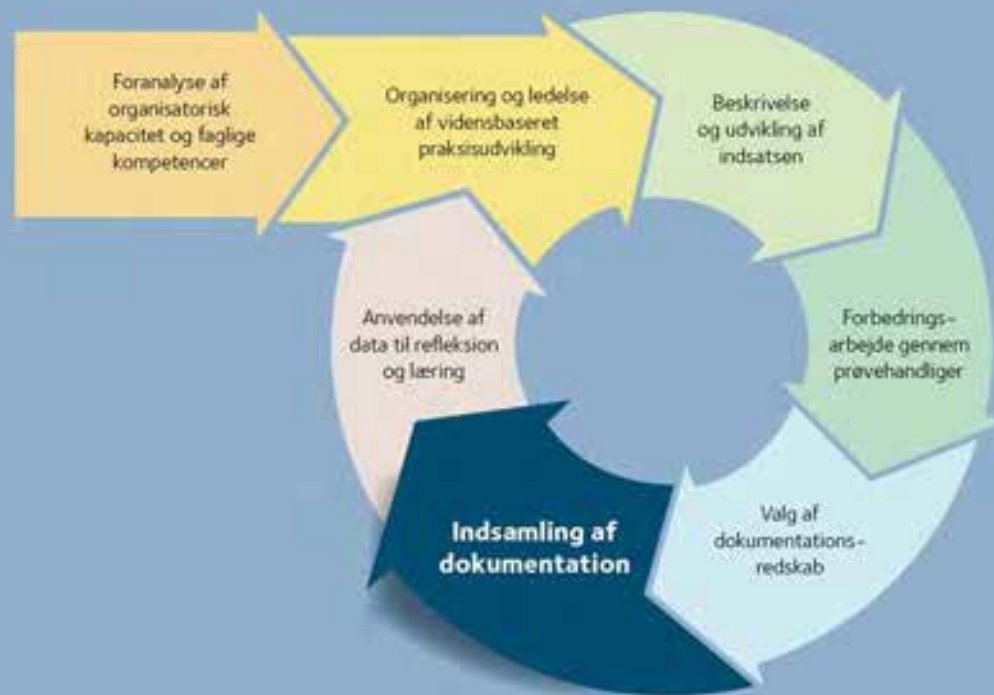 Foranalyse af
organisatorisk
kapacitet og faglige
kompetencer
Organisering og ledelse
af vidensbaseret
praksisudvikling
Beskrivelse
og udvikling af
indsatsen
Forbedrings-
arbejde gennem
prøvehandliger
Valg af
dokumentations-
redskab
Indsamling af
dokumentation
Anvendelse af
data til refleksion
og læring